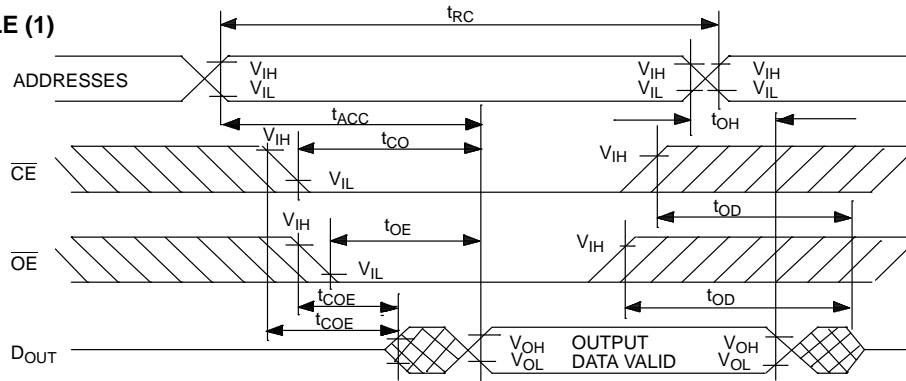 LE (1)
tRC
ADDRESSES
VIH
VIL
VIH
VIL
VIH
VIL
tACC
tOH
tCO
VIH
VIH
CE
VIL
tOD
tOE
VIH
VIH
OE
VIL
tCOE
tOD
tCOE
DOUT
VOH
VOL
OUTPUT
DATA VALID
VOH
VOL